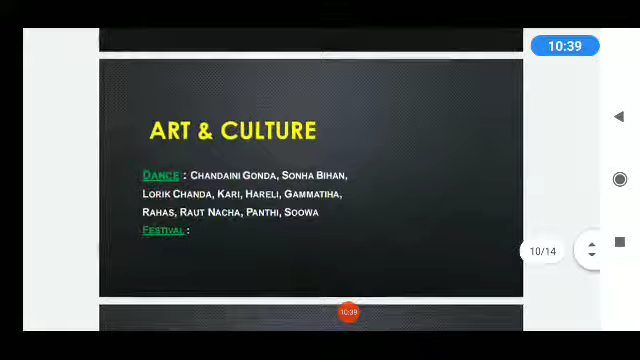 10:39
ART & CULTURE
DANCE : CHANDAINI GONDA, SONHA BIHAN,
LORIK CHANDA, KARI, HARELI, GAMMATIHA,
RAHAS, RAUT NACHA, PANTHI, SOOWA
FESTIVAL :
10/14
10:39